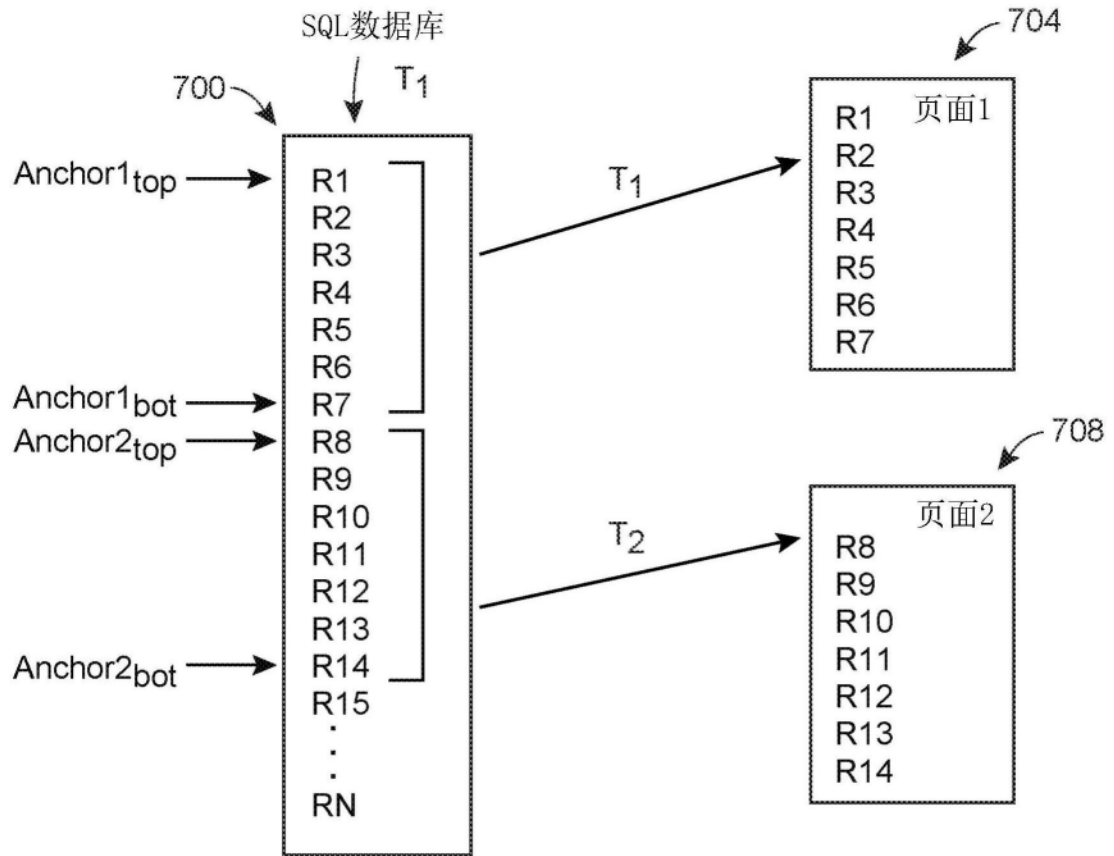 SQL数据库
T1
700
Anchor1top
Anchor1bot
Anchor2top
Anchor2bot
R1
R2
R3
R4
R5
R6
R7
R8
R9
R10
R11
R12
R13
R14
R15
.
.
.
RN
T1
T2
704
页面1
R1
R2
R3
R4
R5
R6
R7
708
页面2
R8
R9
R10
R11
R12
R13
R14